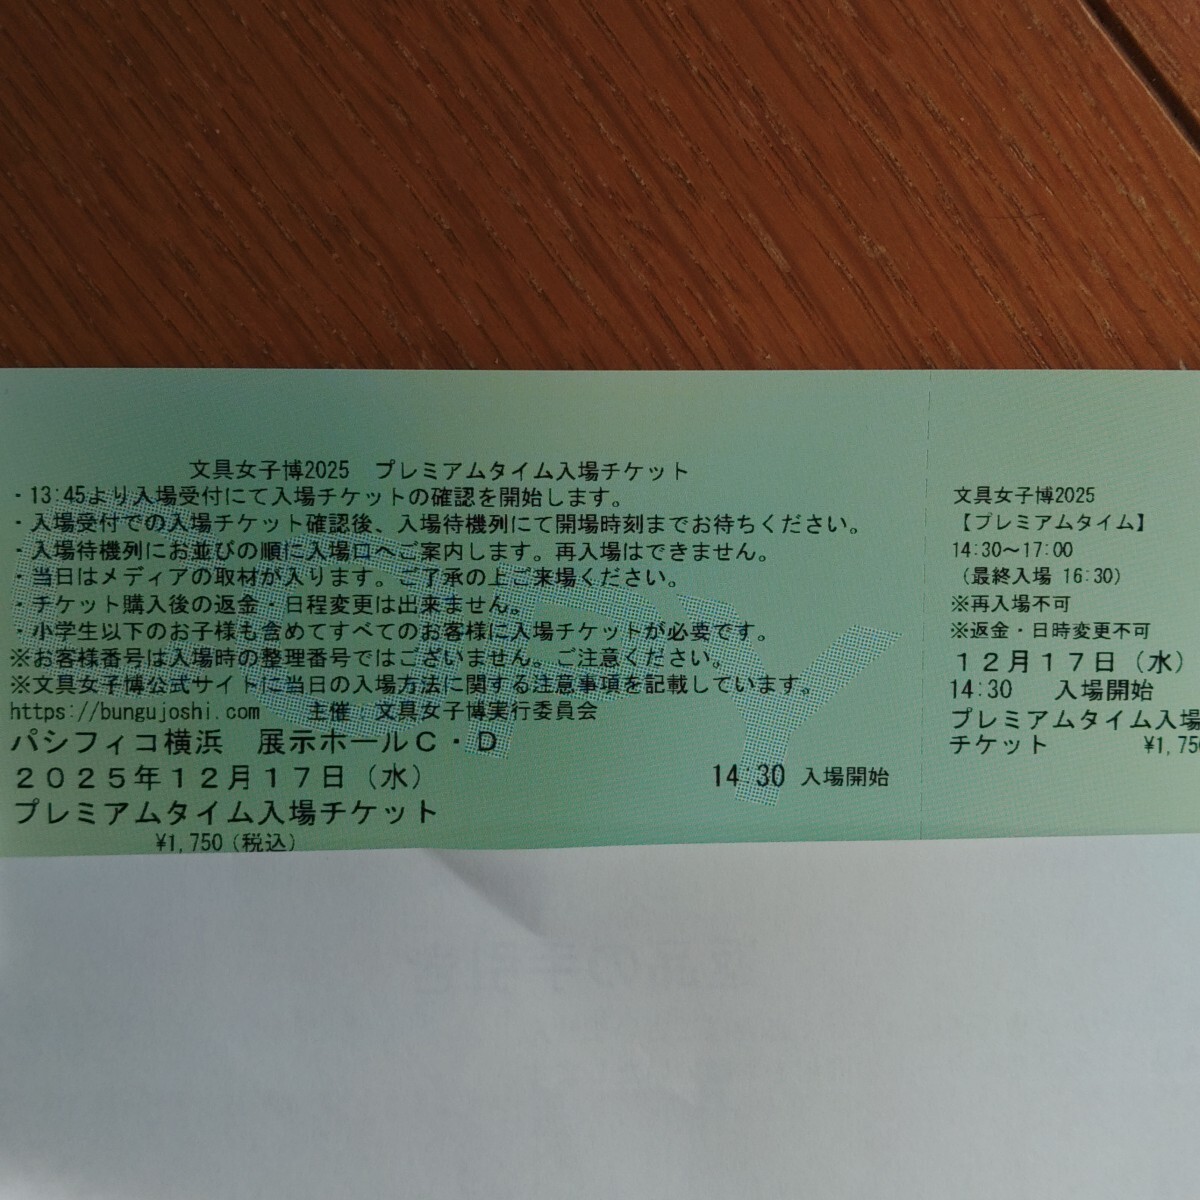 文具女子博2025　プレミアムタイム入場チケット
・13:45より入場受付にて入場チケットの確認を開始します。
・入場受付での入場チケット確認後、入場待機列にて開場時刻までお待ちください。
・入場待機列にお並びの順に入場口へご案内します。再入場はできません。
・当日はメディアの取材が入ります。ご了承の上ご来場ください。
・チケット購入後の返金・日程変更は出来ません。
・小学生以下のお子様も含めてすべてのお客様に入場チケットが必要です。
※お客様番号は入場時の整理番号ではございません。ご注意ください。
※文具女子博公式サイトに当日の入場方法に関する注意事項を記載しています。
https://bungujoshi.com　主催：文具女子博実行委員会
パシフィコ横浜　展示ホールC・D
２０２５年１２月１７日（水）　14:30 入場開始
プレミアムタイム入場チケット
¥1,750（税込）
文具女子博2025
【プレミアムタイム】
14:30～17:00
（最終入場 16:30）
※再入場不可
※返金・日時変更不可
１２月１７日（水）
14:30　入場開始
プレミアムタイム入場
チケット　¥1,750
COPY
返品の手引き